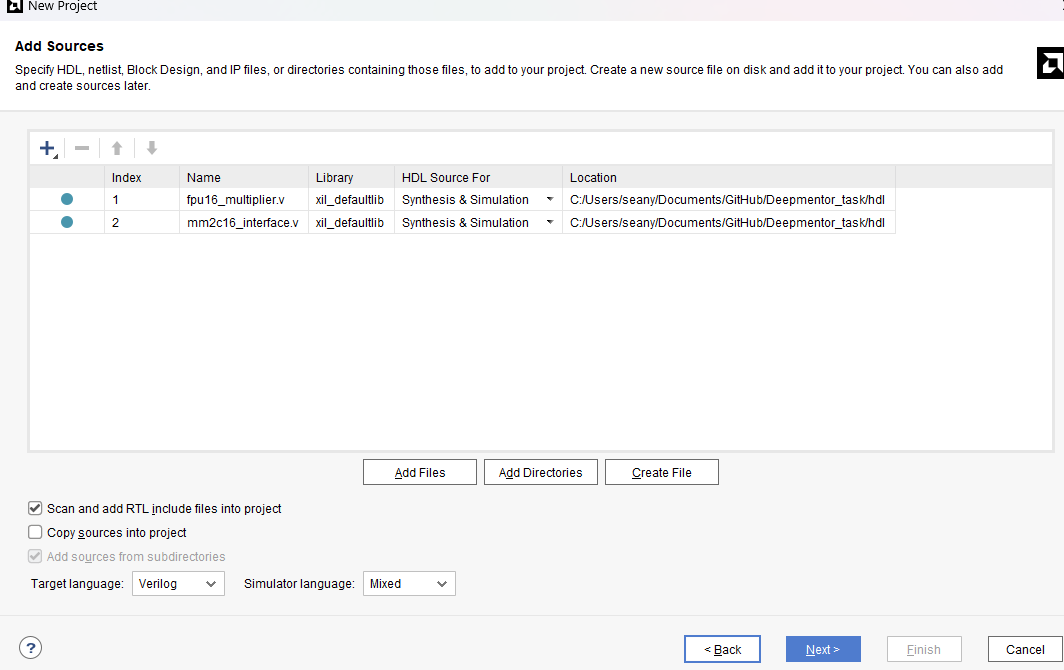 New Project
Add Sources
Specify HDL, netlist, Block Design, and IP files, or directories containing those files, to add to your project. Create a new source file on disk and add it to your project. You can also add
and create sources later.
Index Name Library HDL Source For Location
1 fpu16_multiplier.v xil_defaultlib Synthesis & Simulation C:/Users/seany/Documents/GitHub/Deepmentor_task/hdl
2 mm2c16_interface.v xil_defaultlib Synthesis & Simulation C:/Users/seany/Documents/GitHub/Deepmentor_task/hdl
Add Files Add Directories Create File
Scan and add RTL include files into project
Copy sources into project
Add sources from subdirectories
Target language: Verilog Simulator language: Mixed
? < Back Next > Finish Cancel